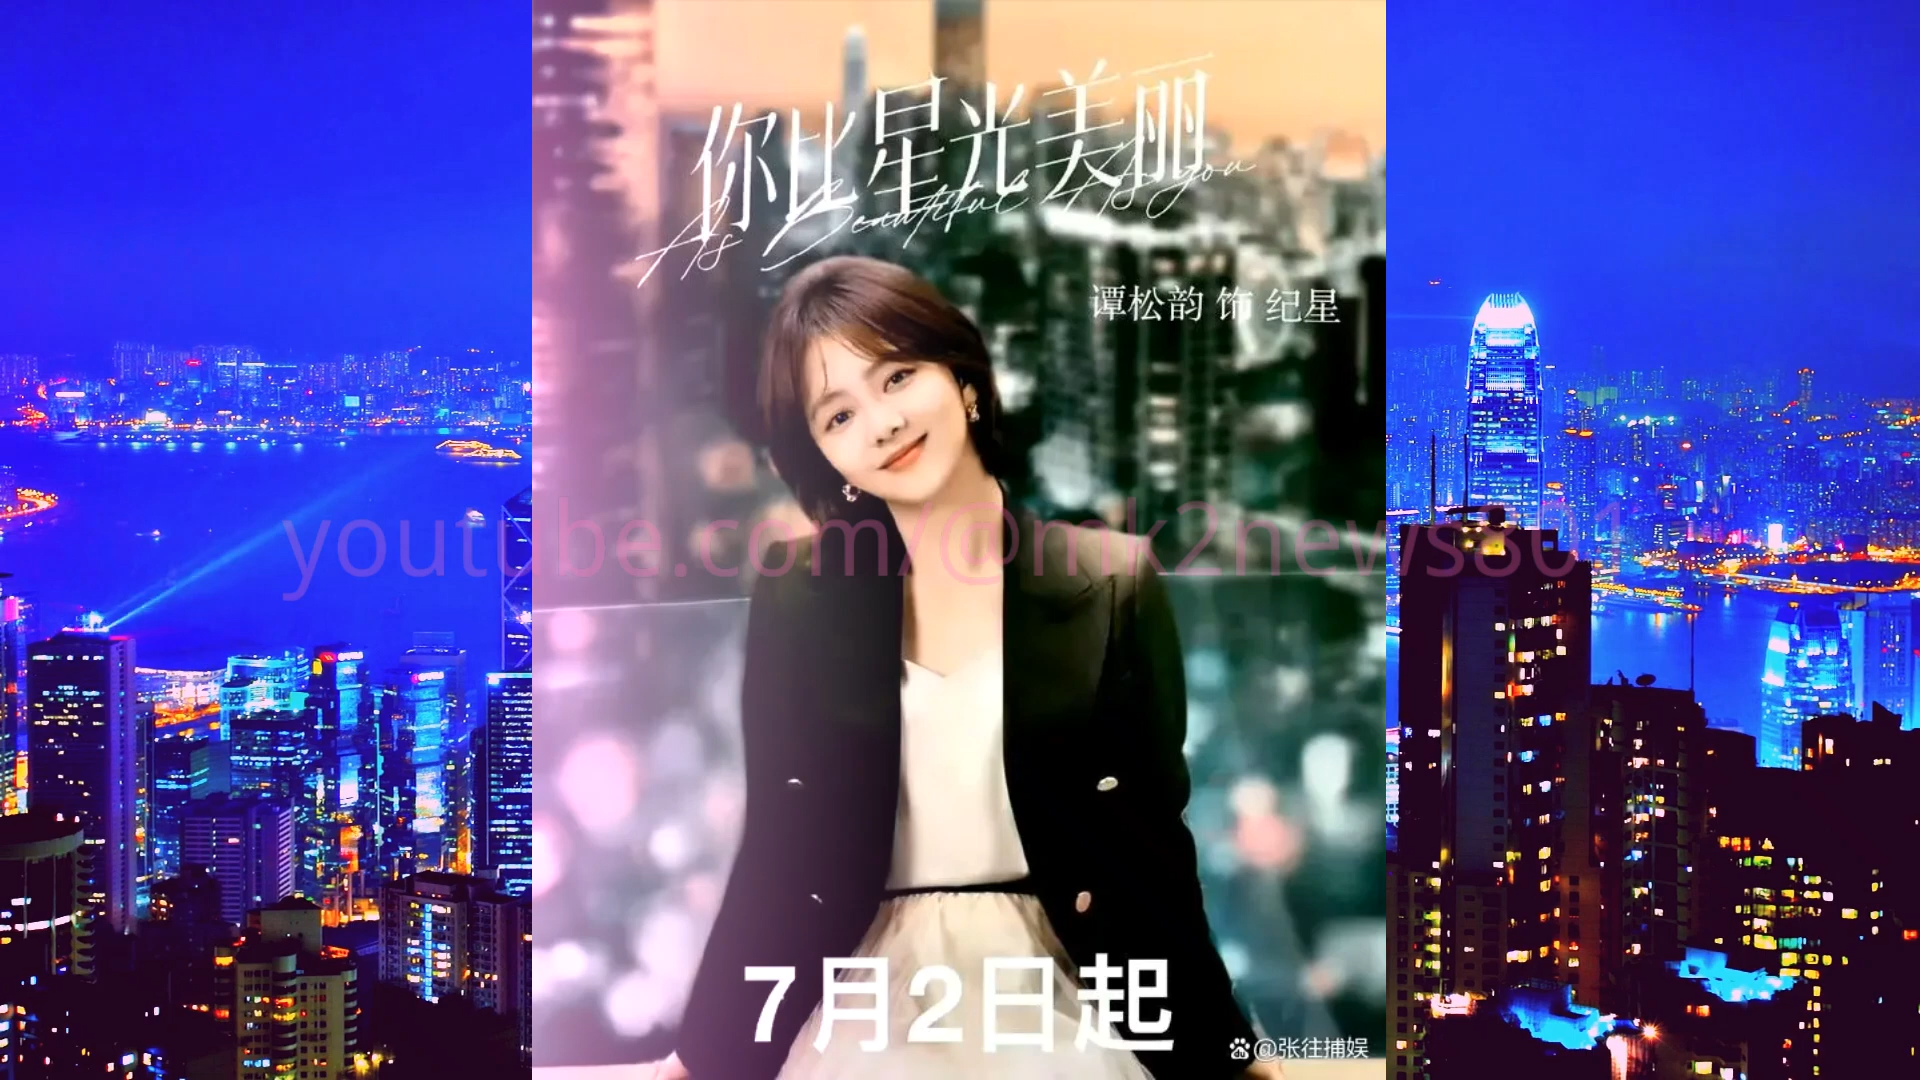 你比星光美丽
As Beautiful As you
谭松韵 饰 纪星
youtube.com/@mk2news801
7月2日起
du @张往捕娱